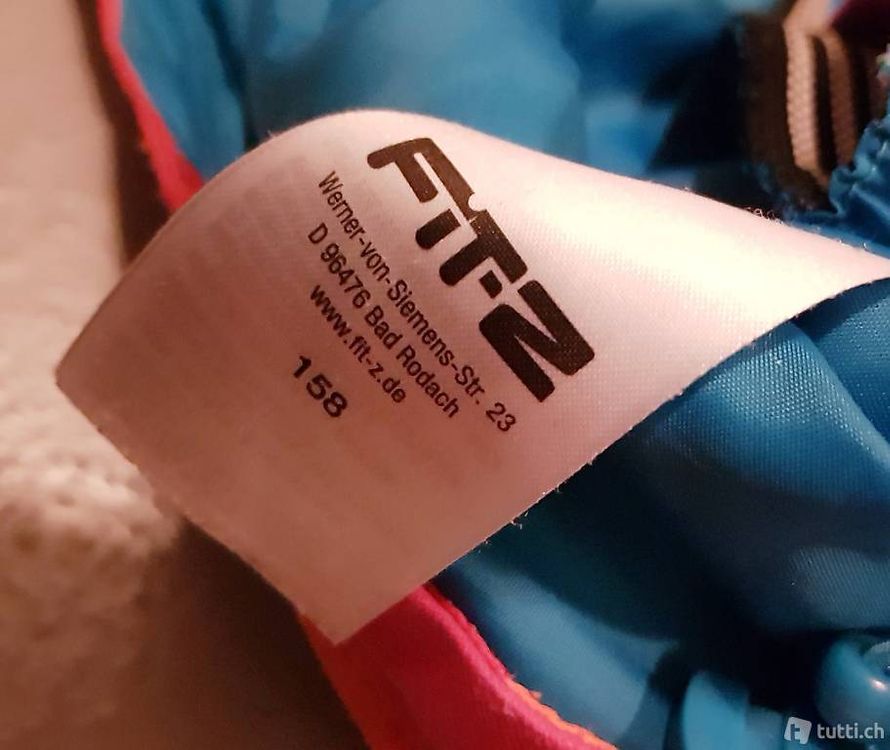 FiT-Z
Werner-von-Siemens-Str. 23
D 96476 Bad Rodach
www.fit-z.de
158
tutti.ch